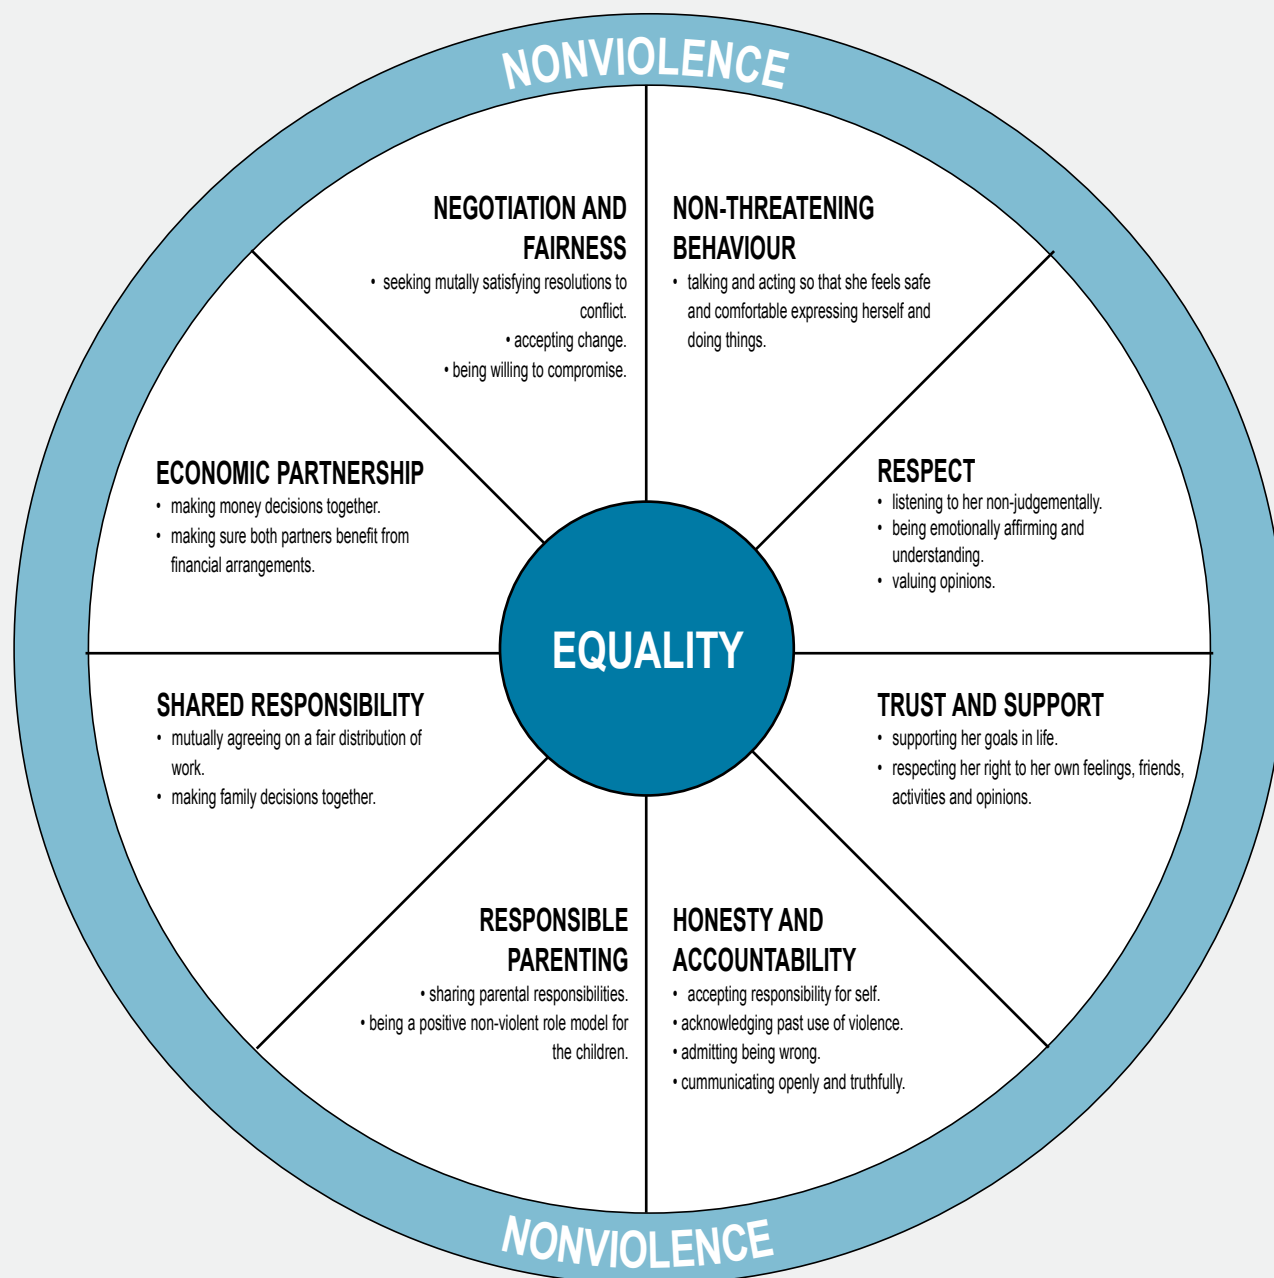 NONVIOLENCE
NEGOTIATION AND
FAIRNESS
• seeking mutally satisfying resolutions to
conflict.
• accepting change.
• being willing to compromise.
NON-THREATENING
BEHAVIOUR
• talking and acting so that she feels safe
and comfortable expressing herself and
doing things.
ECONOMIC PARTNERSHIP
• making money decisions together.
• making sure both partners benefit from
financial arrangements.
RESPECT
• listening to her non-judgementally.
• being emotionally affirming and
understanding.
• valuing opinions.
EQUALITY
SHARED RESPONSIBILITY
• mutually agreeing on a fair distribution of
work.
• making family decisions together.
TRUST AND SUPPORT
• supporting her goals in life.
• respecting her right to her own feelings, friends,
activities and opinions.
RESPONSIBLE
PARENTING
• sharing parental responsibilities.
• being a positive non-violent role model for
the children.
HONESTY AND
ACCOUNTABILITY
• accepting responsibility for self.
• acknowledging past use of violence.
• admitting being wrong.
• cummunicating openly and truthfully.
NONVIOLENCE